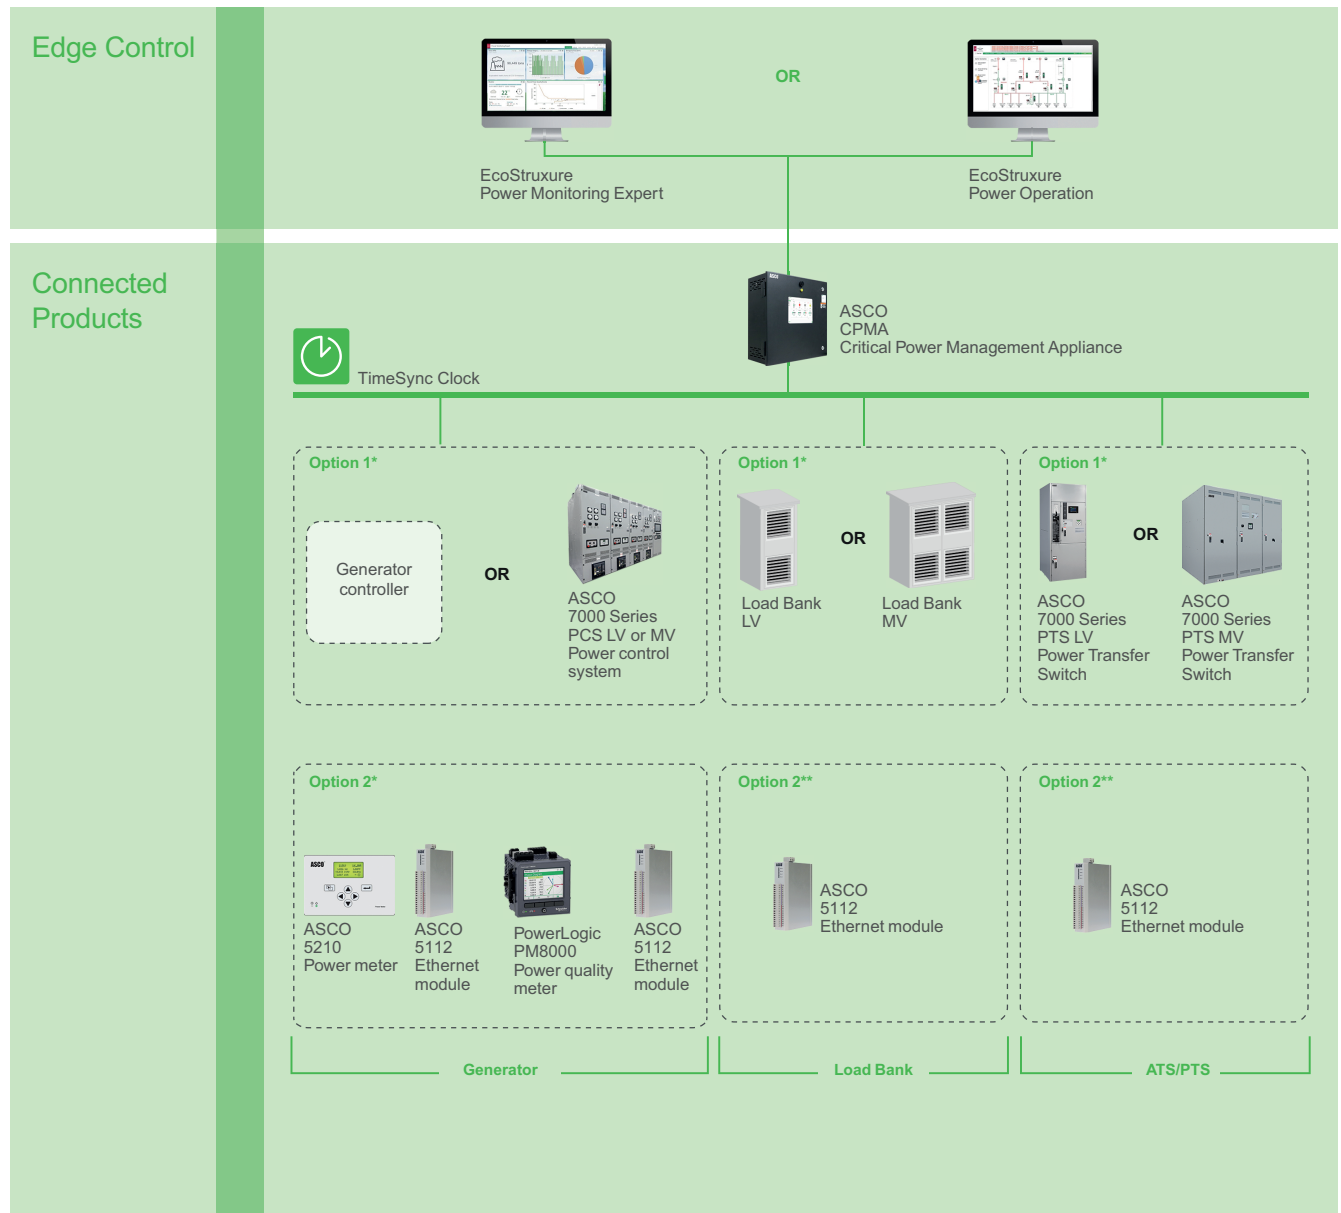 Edge Control
OR
EcoStruxure
Power Monitoring Expert
EcoStruxure
Power Operation
Connected
Products
ASCO
CPMA
Critical Power Management Appliance
TimeSync Clock
Option 1*
Generator
controller
OR
ASCO
7000 Series
PCS LV or MV
Power control
system
Option 1*
OR
Load Bank
LV
Load Bank
MV
Option 1*
OR
ASCO
7000 Series
PTS LV
Power Transfer
Switch
ASCO
7000 Series
PTS MV
Power Transfer
Switch
Option 2*
ASCO
ASCO
5210
Power meter
ASCO
5112
Ethernet
module
PowerLogic
PM8000
Power quality
meter
ASCO
5112
Ethernet
module
Option 2**
ASCO
5112
Ethernet module
Option 2**
ASCO
5112
Ethernet module
Generator
Load Bank
ATS/PTS